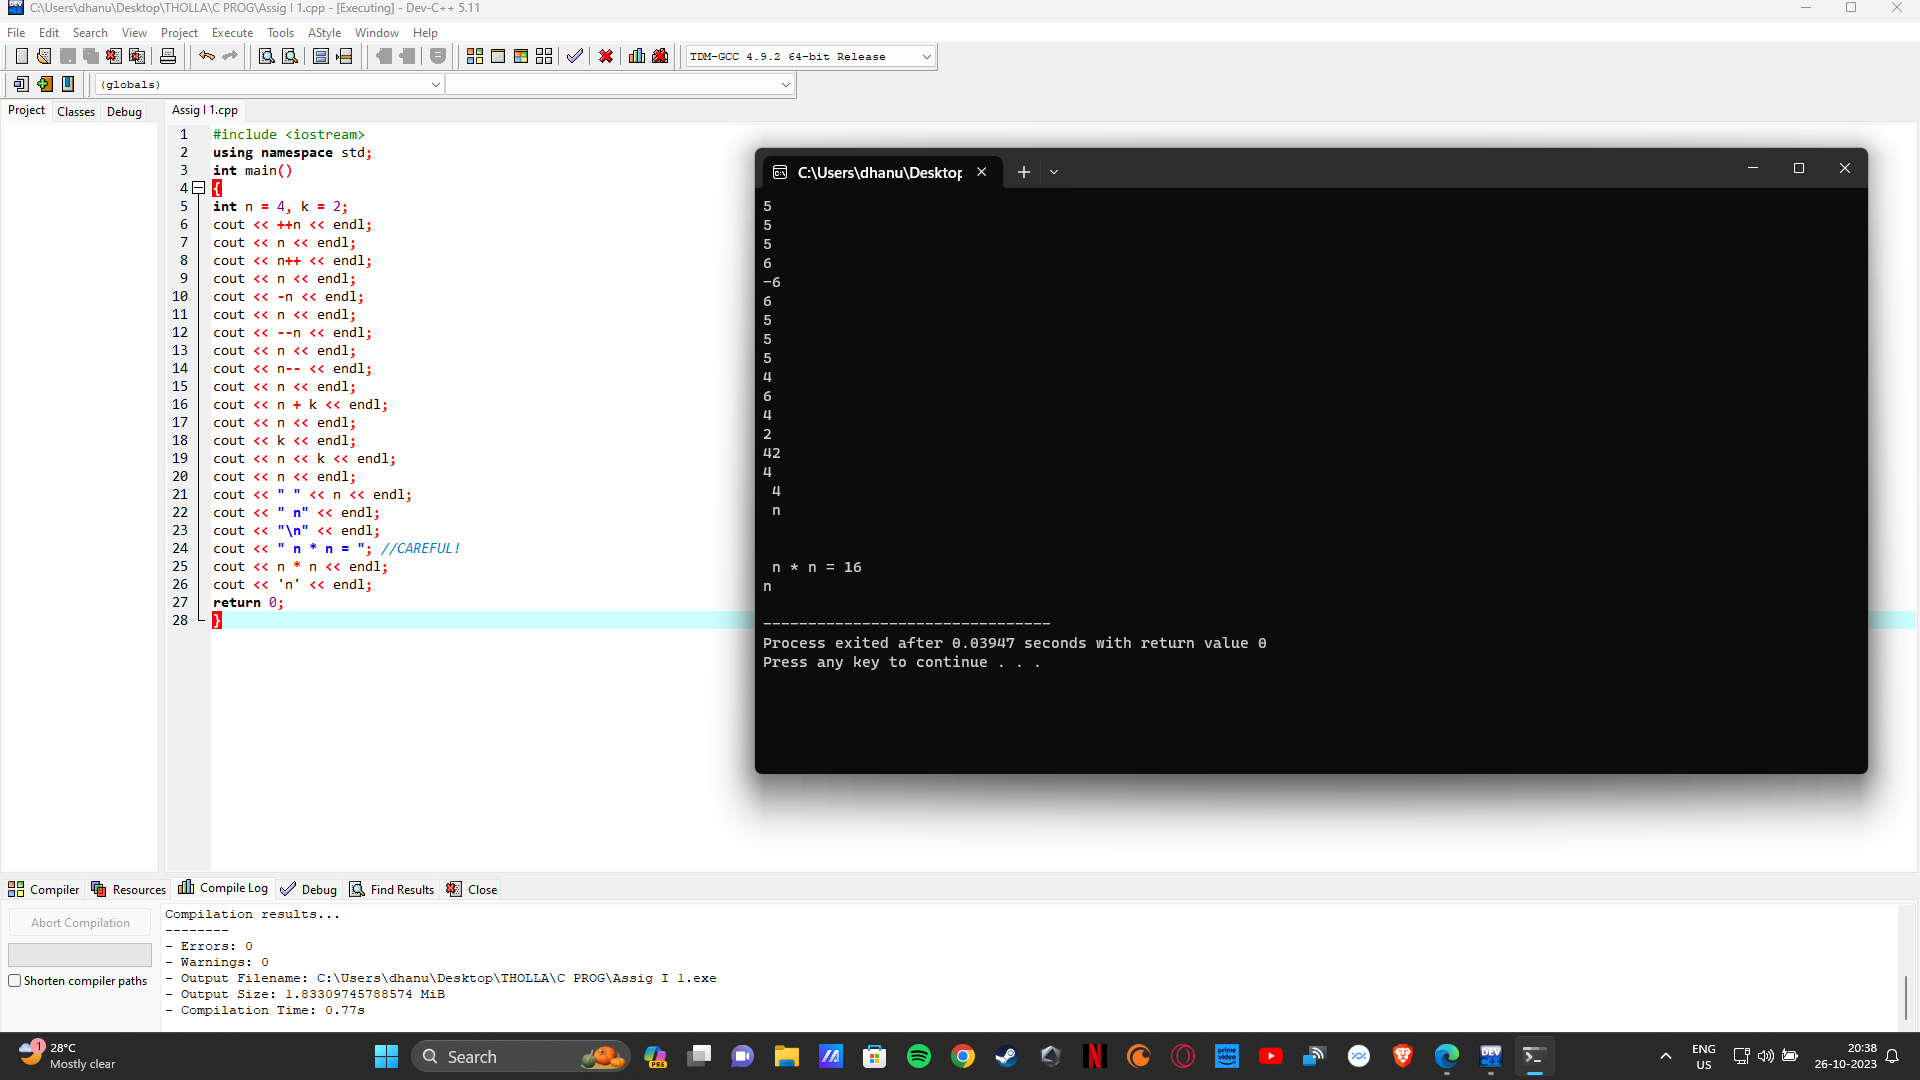 C:\Users\dhanu\Desktop\THOLLA\C PROG\Assig I 1.cpp - [Executing] - Dev-C++ 5.11
File Edit Search View Project Execute Tools AStyle Window Help
TDM-GCC 4.9.2 64-bit Release
(globals)
Project Classes Debug
Assig I 1.cpp
1 #include <iostream>
2 using namespace std;
3 int main()
4 {
5 int n = 4, k = 2;
6 cout << ++n << endl;
7 cout << n << endl;
8 cout << n++ << endl;
9 cout << n << endl;
10 cout << -n << endl;
11 cout << n << endl;
12 cout << --n << endl;
13 cout << n << endl;
14 cout << n-- << endl;
15 cout << n << endl;
16 cout << n + k << endl;
17 cout << n << endl;
18 cout << k << endl;
19 cout << n << k << endl;
20 cout << n << endl;
21 cout << " " << n << endl;
22 cout << " n" << endl;
23 cout << "\n" << endl;
24 cout << " n * n = "; //CAREFUL!
25 cout << n * n << endl;
26 cout << 'n' << endl;
27 return 0;
28 }
C:\Users\dhanu\Desktop
5
5
5
6
-6
6
5
5
5
4
6
4
2
42
4
 4
 n
 n * n = 16
n
--------------------------------
Process exited after 0.03947 seconds with return value 0
Press any key to continue . . .
Compiler Resources Compile Log Debug Find Results Close
Abort Compilation
Shorten compiler paths
Compilation results...
--------
- Errors: 0
- Warnings: 0
- Output Filename: C:\Users\dhanu\Desktop\THOLLA\C PROG\Assig I 1.exe
- Output Size: 1.83309745788574 MiB
- Compilation Time: 0.77s
1
28°C
Mostly clear
Search
PRE
prime video
DEV C++
ENG
US
20:38
26-10-2023